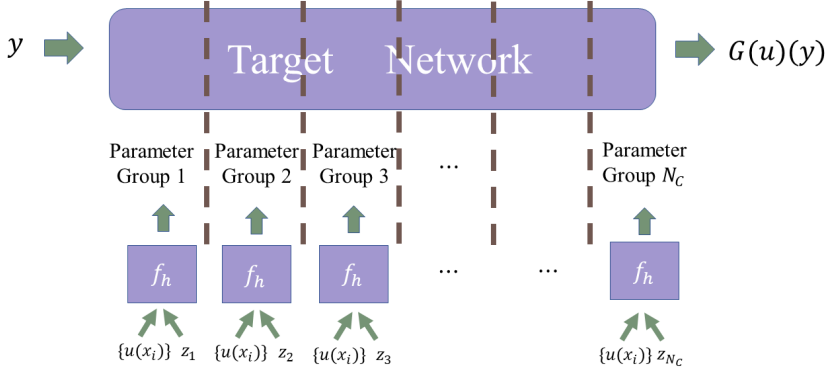 y
Target Network
G(u)(y)
Parameter Group 1
Parameter Group 2
Parameter Group 3
...
Parameter Group N_C
f_h
f_h
f_h
...
...
f_h
{u(x_i)} z_1
{u(x_i)} z_2
{u(x_i)} z_3
{u(x_i)} z_{N_C}